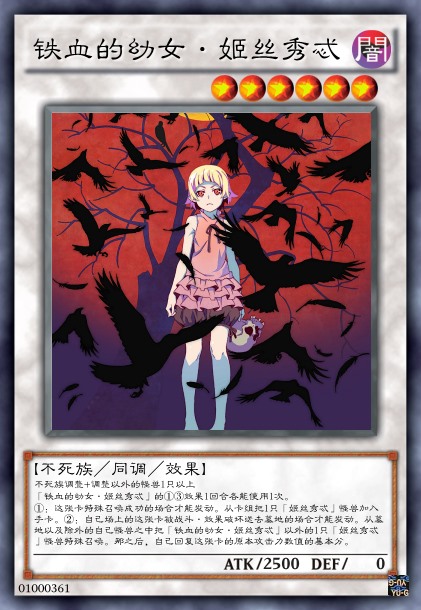 铁血的幼女·姬丝秀忒
闇
【不死族／同调／效果】
不死族调整+调整以外的怪兽1只以上
「铁血的幼女·姬丝秀忒」的①③效果1回合各能使用1次。
①：这张卡特殊召唤成功的场合才能发动。从卡组把1只「姬丝秀忒」怪兽加入
手卡。②：自己场上的这张卡被战斗·效果破坏送去墓地的场合才能发动。从墓
地以及除外的自己怪兽之中把「铁血的幼女·姬丝秀忒」以外的1只「姬丝秀忒」
怪兽特殊召唤。那之后，自己回复这张卡的原本攻击力数值的基本分。
ATK/2500 DEF/ 0
01000361